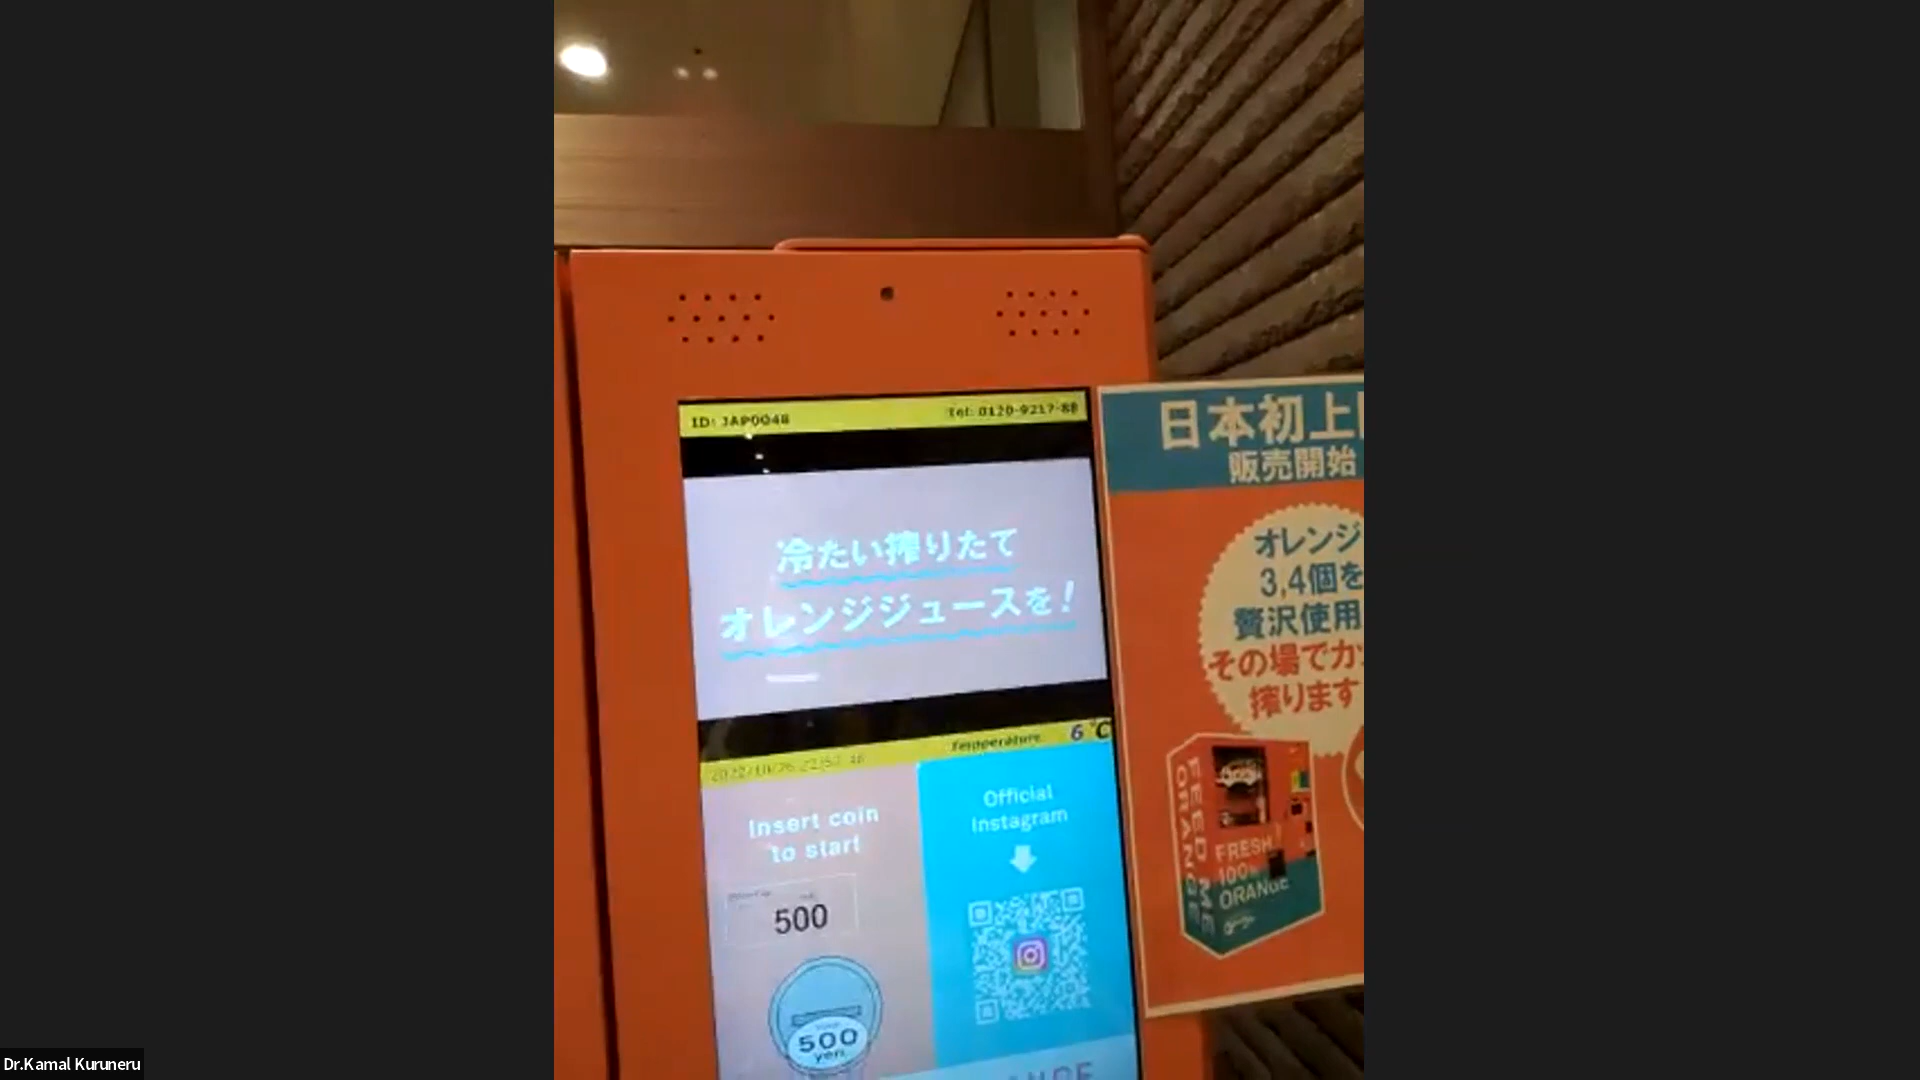 ID: JAP0048
Tel: 0120-9217-88
冷たい搾りたて
オレンジジュースを!
Temperature 6 ℃
Insert coin
to start
500
500
yen
Official
Instagram
日本初上
販売開始
オレンジ
3,4個を
贅沢使用
その場でカ
搾ります
FEED ME
ORANGE
FRESH
100%
ORANGE
Dr.Kamal Kuruneru